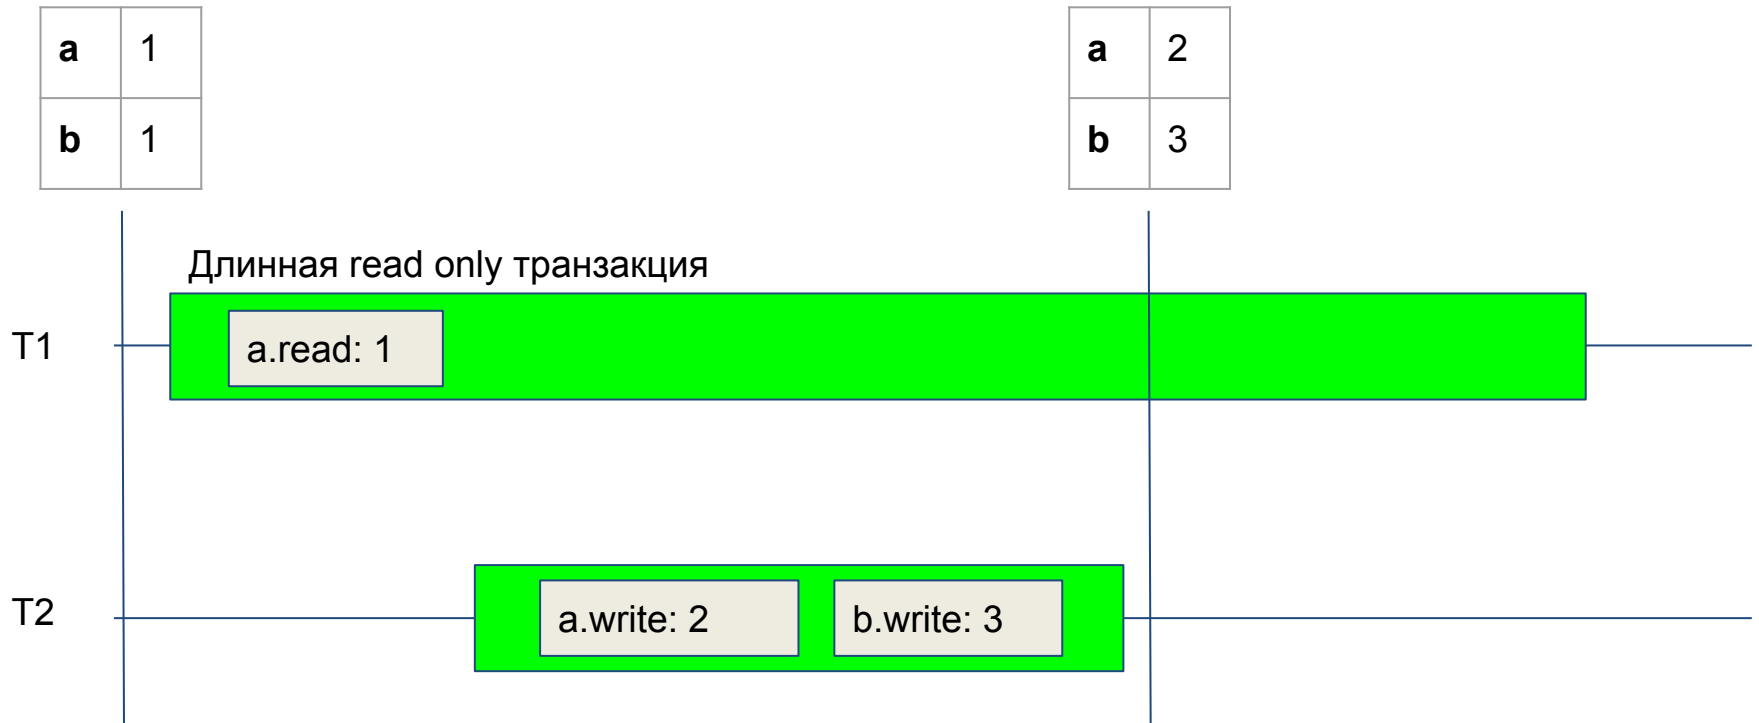 a 1
b 1
a 2
b 3
Длинная read only транзакция
T1
a.read: 1
T2
a.write: 2
b.write: 3